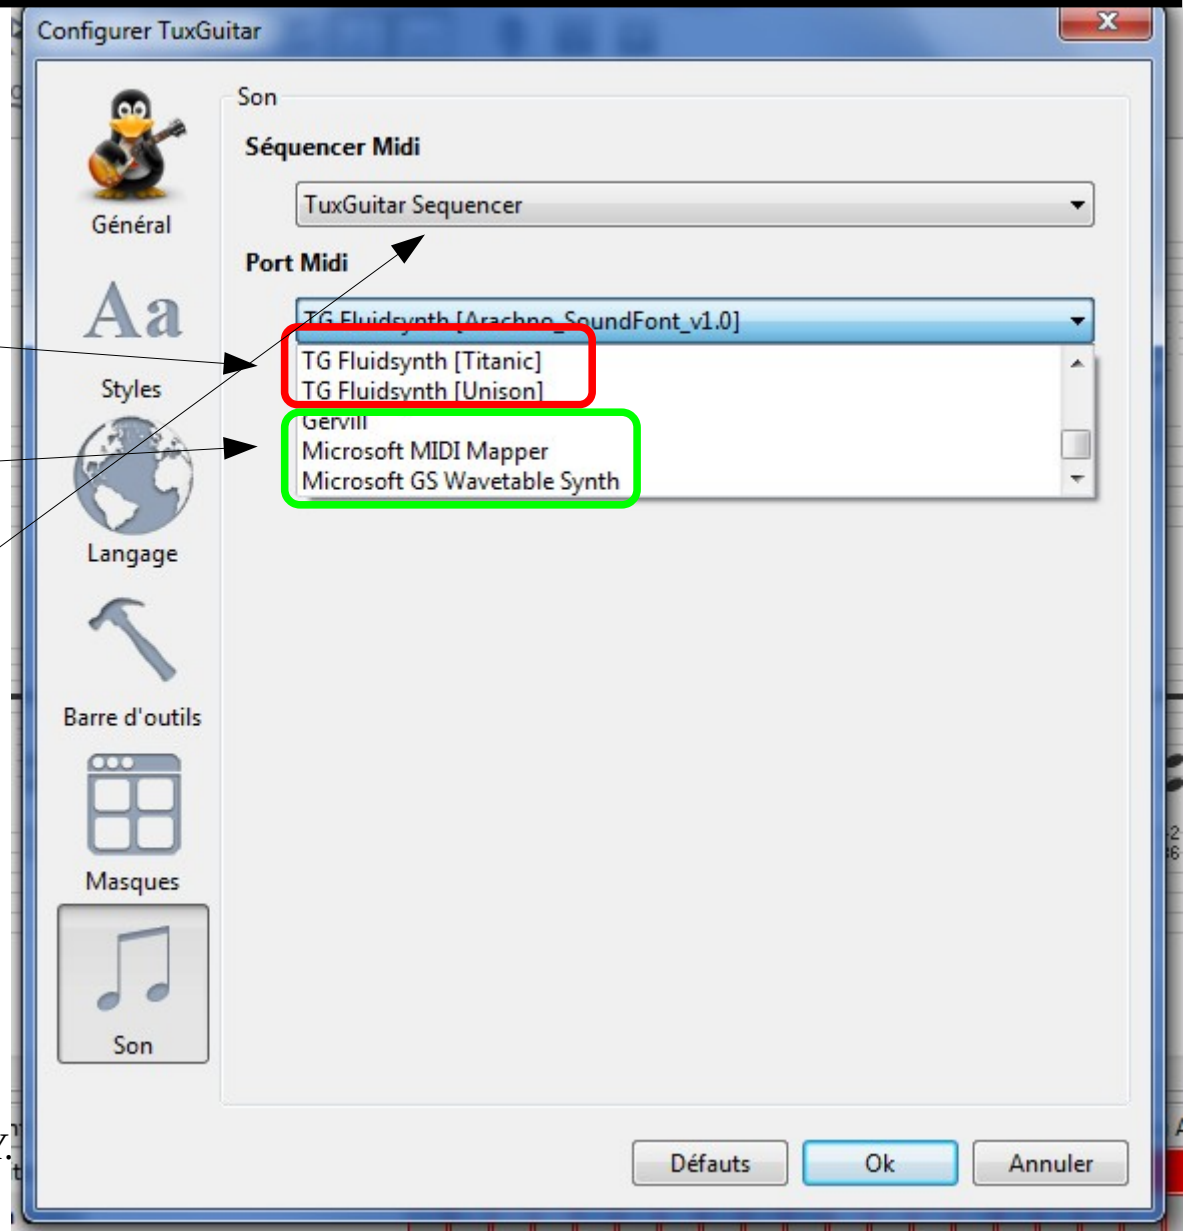 Configurer TuxGuitar
Son
Séquencer Midi
TuxGuitar Sequencer
Général
Port Midi
TG Fluidsynth [Arachno_SoundFont_v1.0]
TG Fluidsynth [Titanic]
Styles
TG Fluidsynth [Unison]
Gervill
Microsoft MIDI Mapper
Microsoft GS Wavetable Synth
Langage
Barre d'outils
Masques
Son
Défauts
Ok
Annuler